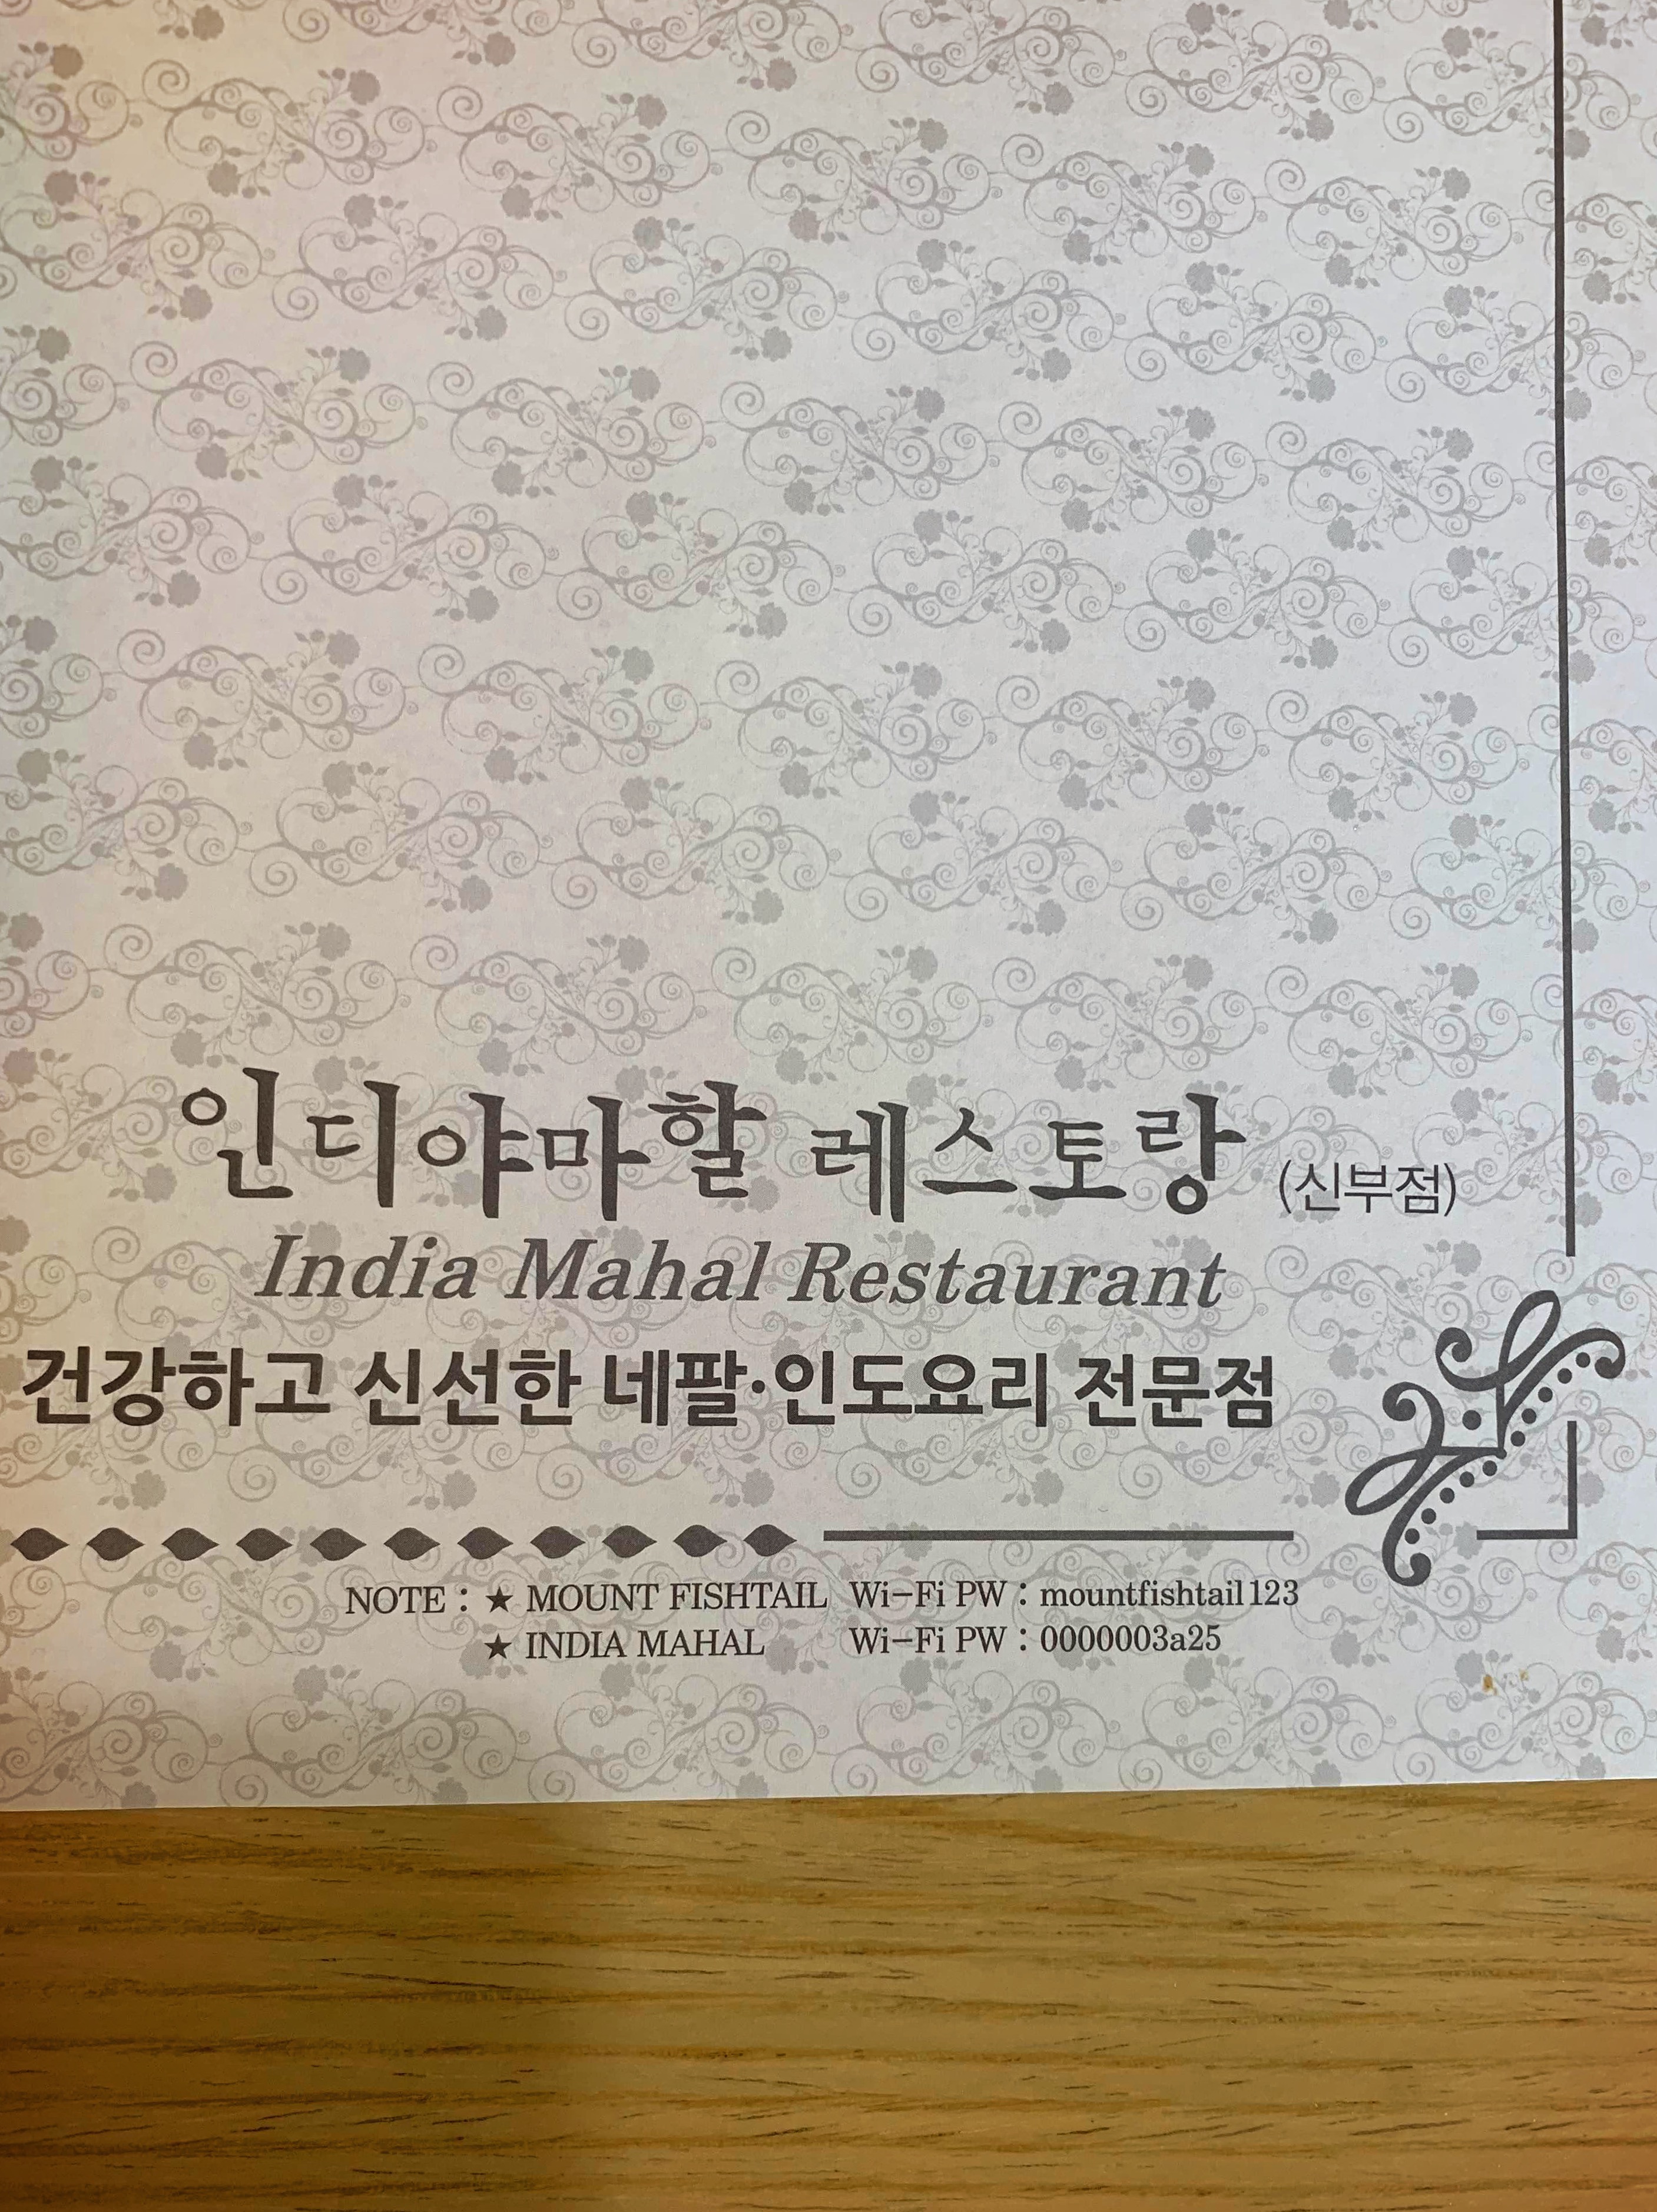 인디야마할 레스토랑 (신부점)
India Mahal Restaurant
건강하고 신선한 네팔·인도요리 전문점
NOTE : ★ MOUNT FISHTAIL Wi-Fi PW : mountfishtail123
★ INDIA MAHAL Wi-Fi PW : 0000003a25